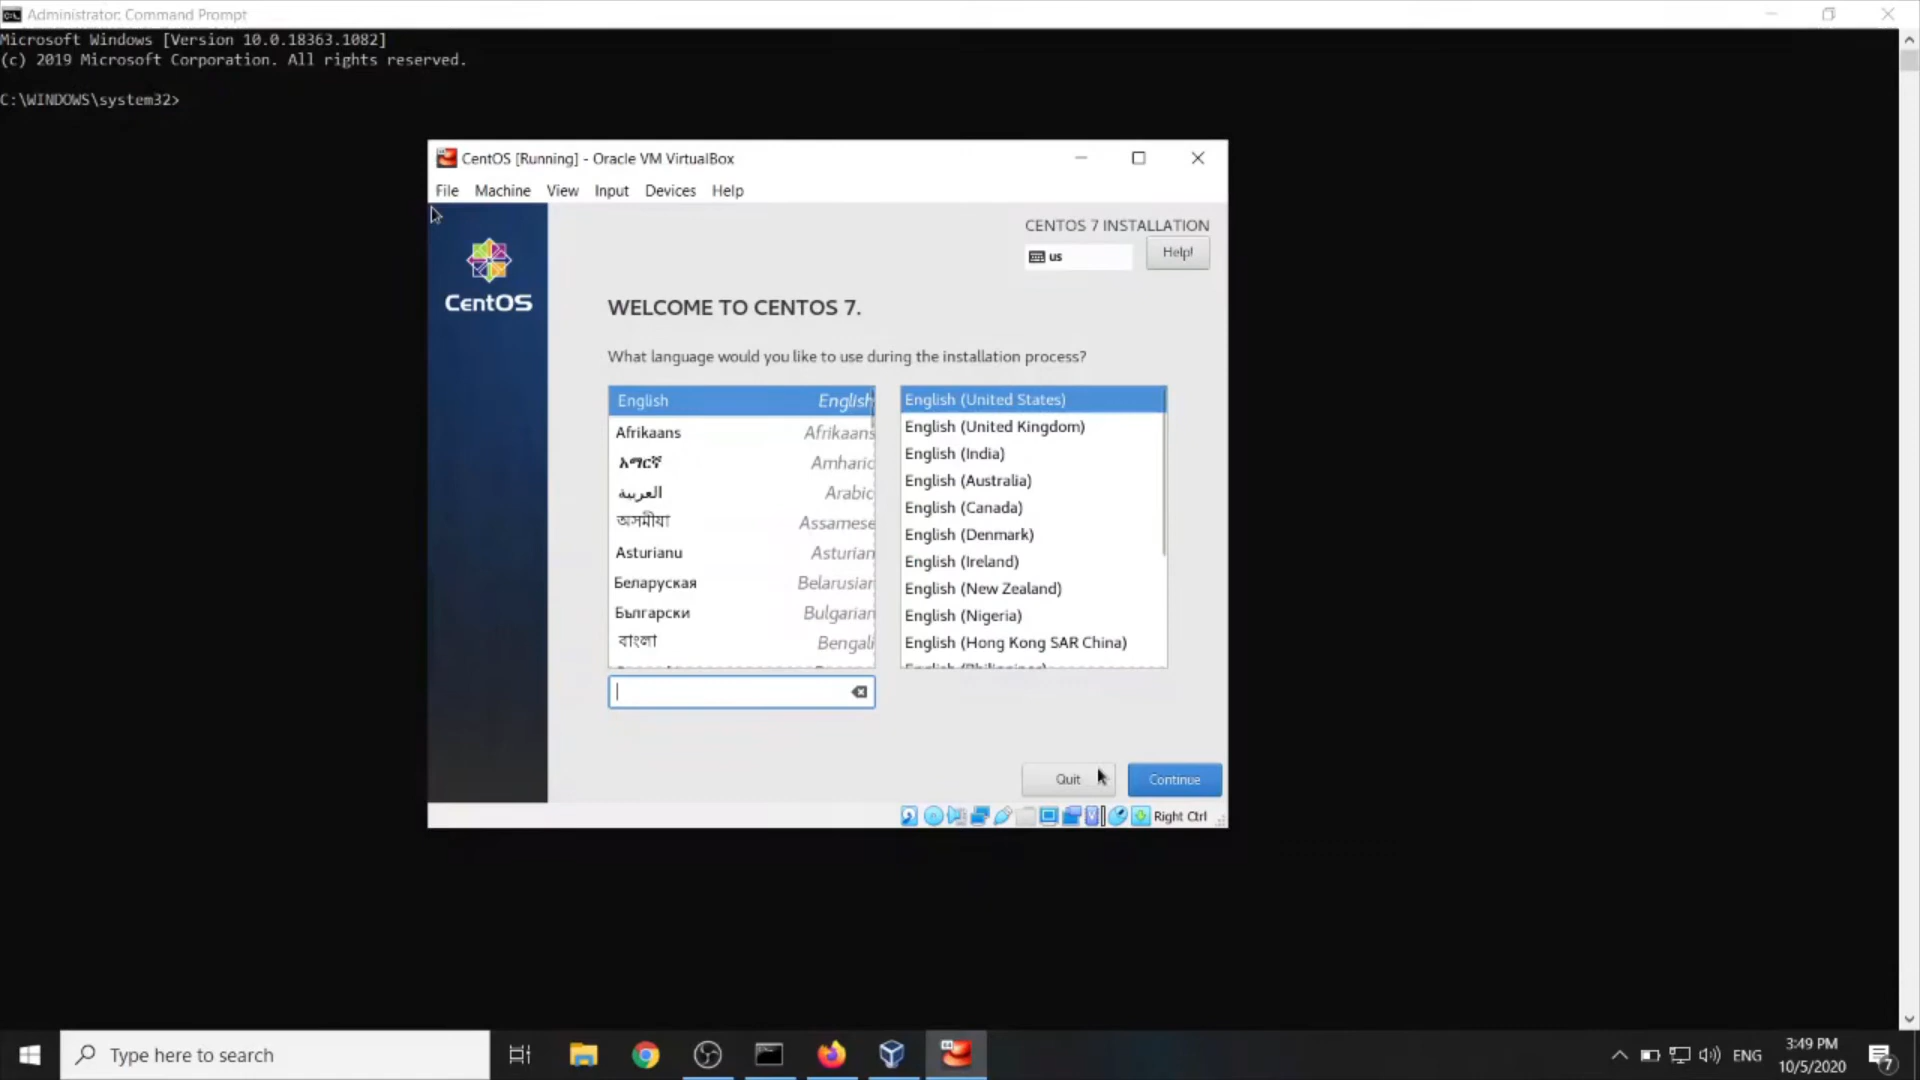 Administrator: Command Prompt
Microsoft Windows [Version 10.0.18363.1082]
(c) 2019 Microsoft Corporation. All rights reserved.
C:\WINDOWS\system32>
CentOS [Running] - Oracle VM VirtualBox
File Machine View Input Devices Help
CentOS
CENTOS 7 INSTALLATION
us
Help!
WELCOME TO CENTOS 7.
What language would you like to use during the installation process?
English English
Afrikaans Afrikaans
አማርኛ Amharic
العربية Arabic
অসমীয়া Assamese
Asturianu Asturian
Беларуская Belarusian
Български Bulgarian
বাংলা Bengali
English (United States)
English (United Kingdom)
English (India)
English (Australia)
English (Canada)
English (Denmark)
English (Ireland)
English (New Zealand)
English (Nigeria)
English (Hong Kong SAR China)
English (Philippines)
Quit
Continue
Right Ctrl
Type here to search
ENG
3:49 PM
10/5/2020
7